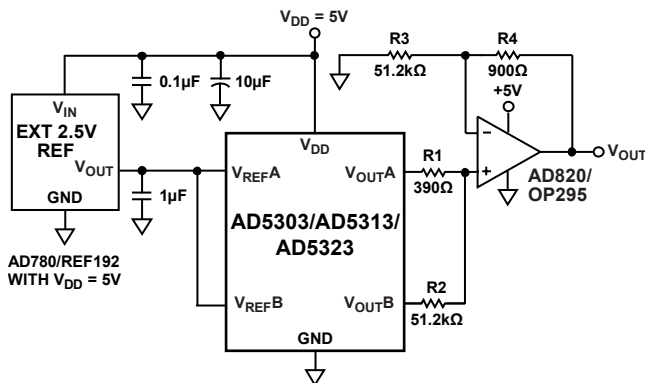 V_DD = 5V
R3
51.2kΩ
R4
900Ω
0.1µF
10µF
+5V
V_IN
EXT 2.5V
REF
V_OUT
GND
1µF
AD780/REF192
WITH V_DD = 5V
V_DD
V_REFA
V_OUTA
AD5303/AD5313/
AD5323
V_REFB
V_OUTB
GND
R1
390Ω
R2
51.2kΩ
−
+
V_OUT
AD820/
OP295